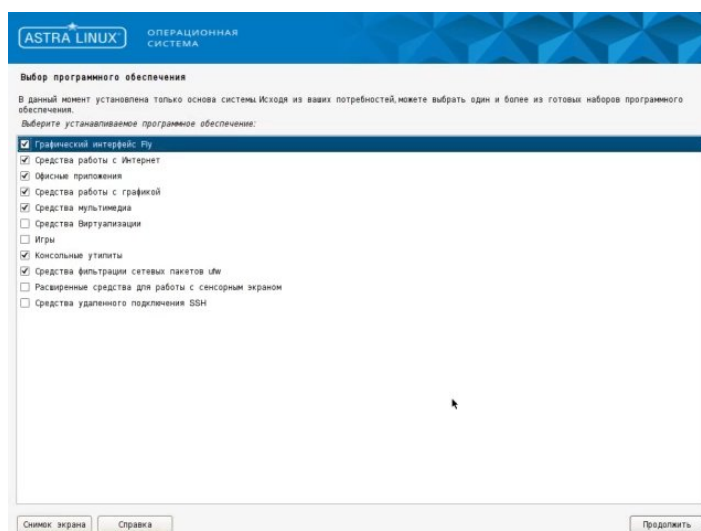 ASTRA LINUX®
ОПЕРАЦИОННАЯ
СИСТЕМА
Выбор программного обеспечения
В данный момент установлена только основа системы. Исходя из ваших потребностей, можете выбрать один и более из готовых наборов программного
обеспечения.
Выберите устанавливаемое программное обеспечение:
Графический интерфейс Fly
Средства работы с Интернет
Офисные приложения
Средства работы с графикой
Средства мультимедиа
Средства Виртуализации
Игры
Консольные утилиты
Средства фильтрации сетевых пакетов ufw
Расширенные средства для работы с сенсорным экраном
Средства удаленного подключения SSH
Снимок экрана
Справка
Продолжить